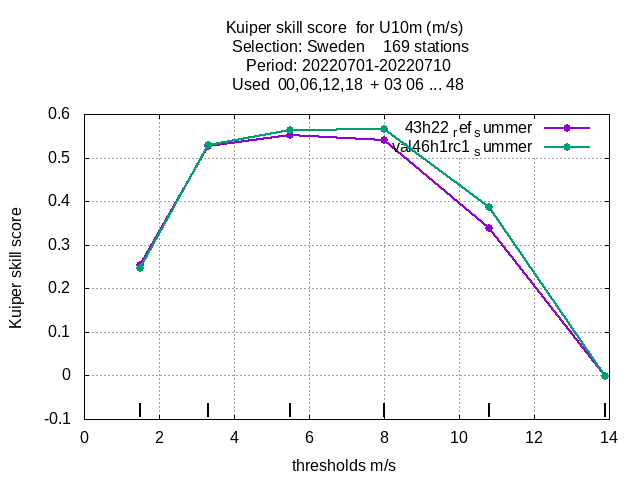 Kuiper skill score for U10m (m/s)
Selection: Sweden 169 stations
Period: 20220701-20220710
Used 00,06,12,18 + 03 06 ... 48
43h22 ref summer
val46h1rc1 summer
0.6
0.5
0.4
0.3
0.2
0.1
0
-0.1
Kuiper skill score
0 2 4 6 8 10 12 14
thresholds m/s